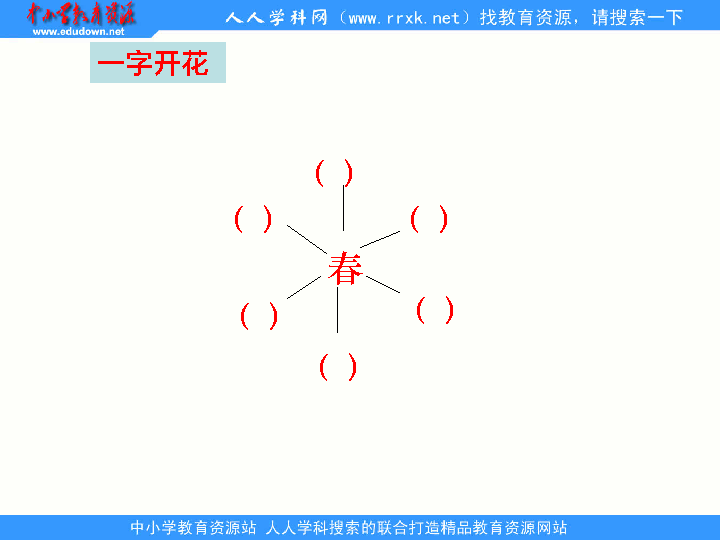 中小学教育资源
www.edudown.net
人人学科网（www.rrxk.net）找教育资源，请搜索一下
一字开花
（ ）
（ ） （ ）
春
（ ） （ ）
（ ）
中小学教育资源站 人人学科搜索的联合打造精品教育资源网站